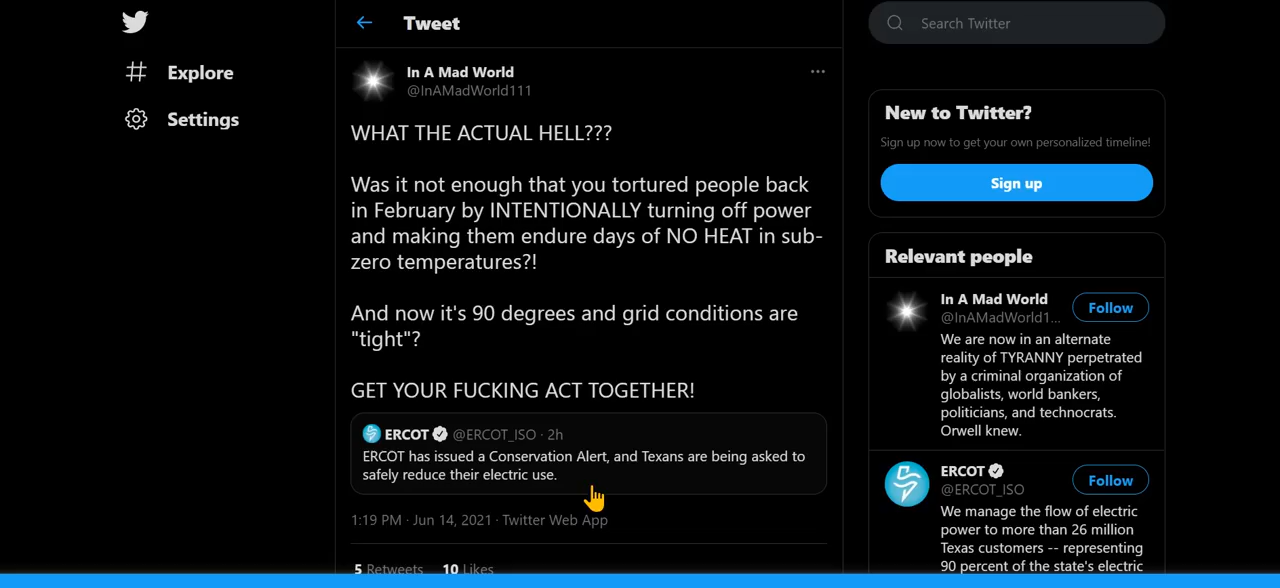 Tweet
Search Twitter
Explore
Settings
In A Mad World
@InAMadWorld111
WHAT THE ACTUAL HELL???
Was it not enough that you tortured people back
in February by INTENTIONALLY turning off power
and making them endure days of NO HEAT in sub-
zero temperatures?!
And now it's 90 degrees and grid conditions are
"tight"?
GET YOUR FUCKING ACT TOGETHER!
ERCOT @ERCOT_ISO · 2h
ERCOT has issued a Conservation Alert, and Texans are being asked to
safely reduce their electric use.
1:19 PM · Jun 14, 2021 · Twitter Web App
5 Retweets 10 Likes
New to Twitter?
Sign up now to get your own personalized timeline!
Sign up
Relevant people
In A Mad World
@InAMadWorld1...
Follow
We are now in an alternate
reality of TYRANNY perpetrated
by a criminal organization of
globalists, world bankers,
politicians, and technocrats.
Orwell knew.
ERCOT
@ERCOT_ISO
Follow
We manage the flow of electric
power to more than 26 million
Texas customers -- representing
90 percent of the state's electric